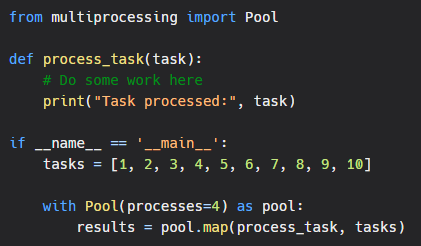 from multiprocessing import Pool
def process_task(task):
    # Do some work here
    print("Task processed:", task)
if __name__ == '__main__':
    tasks = [1, 2, 3, 4, 5, 6, 7, 8, 9, 10]
    with Pool(processes=4) as pool:
        results = pool.map(process_task, tasks)